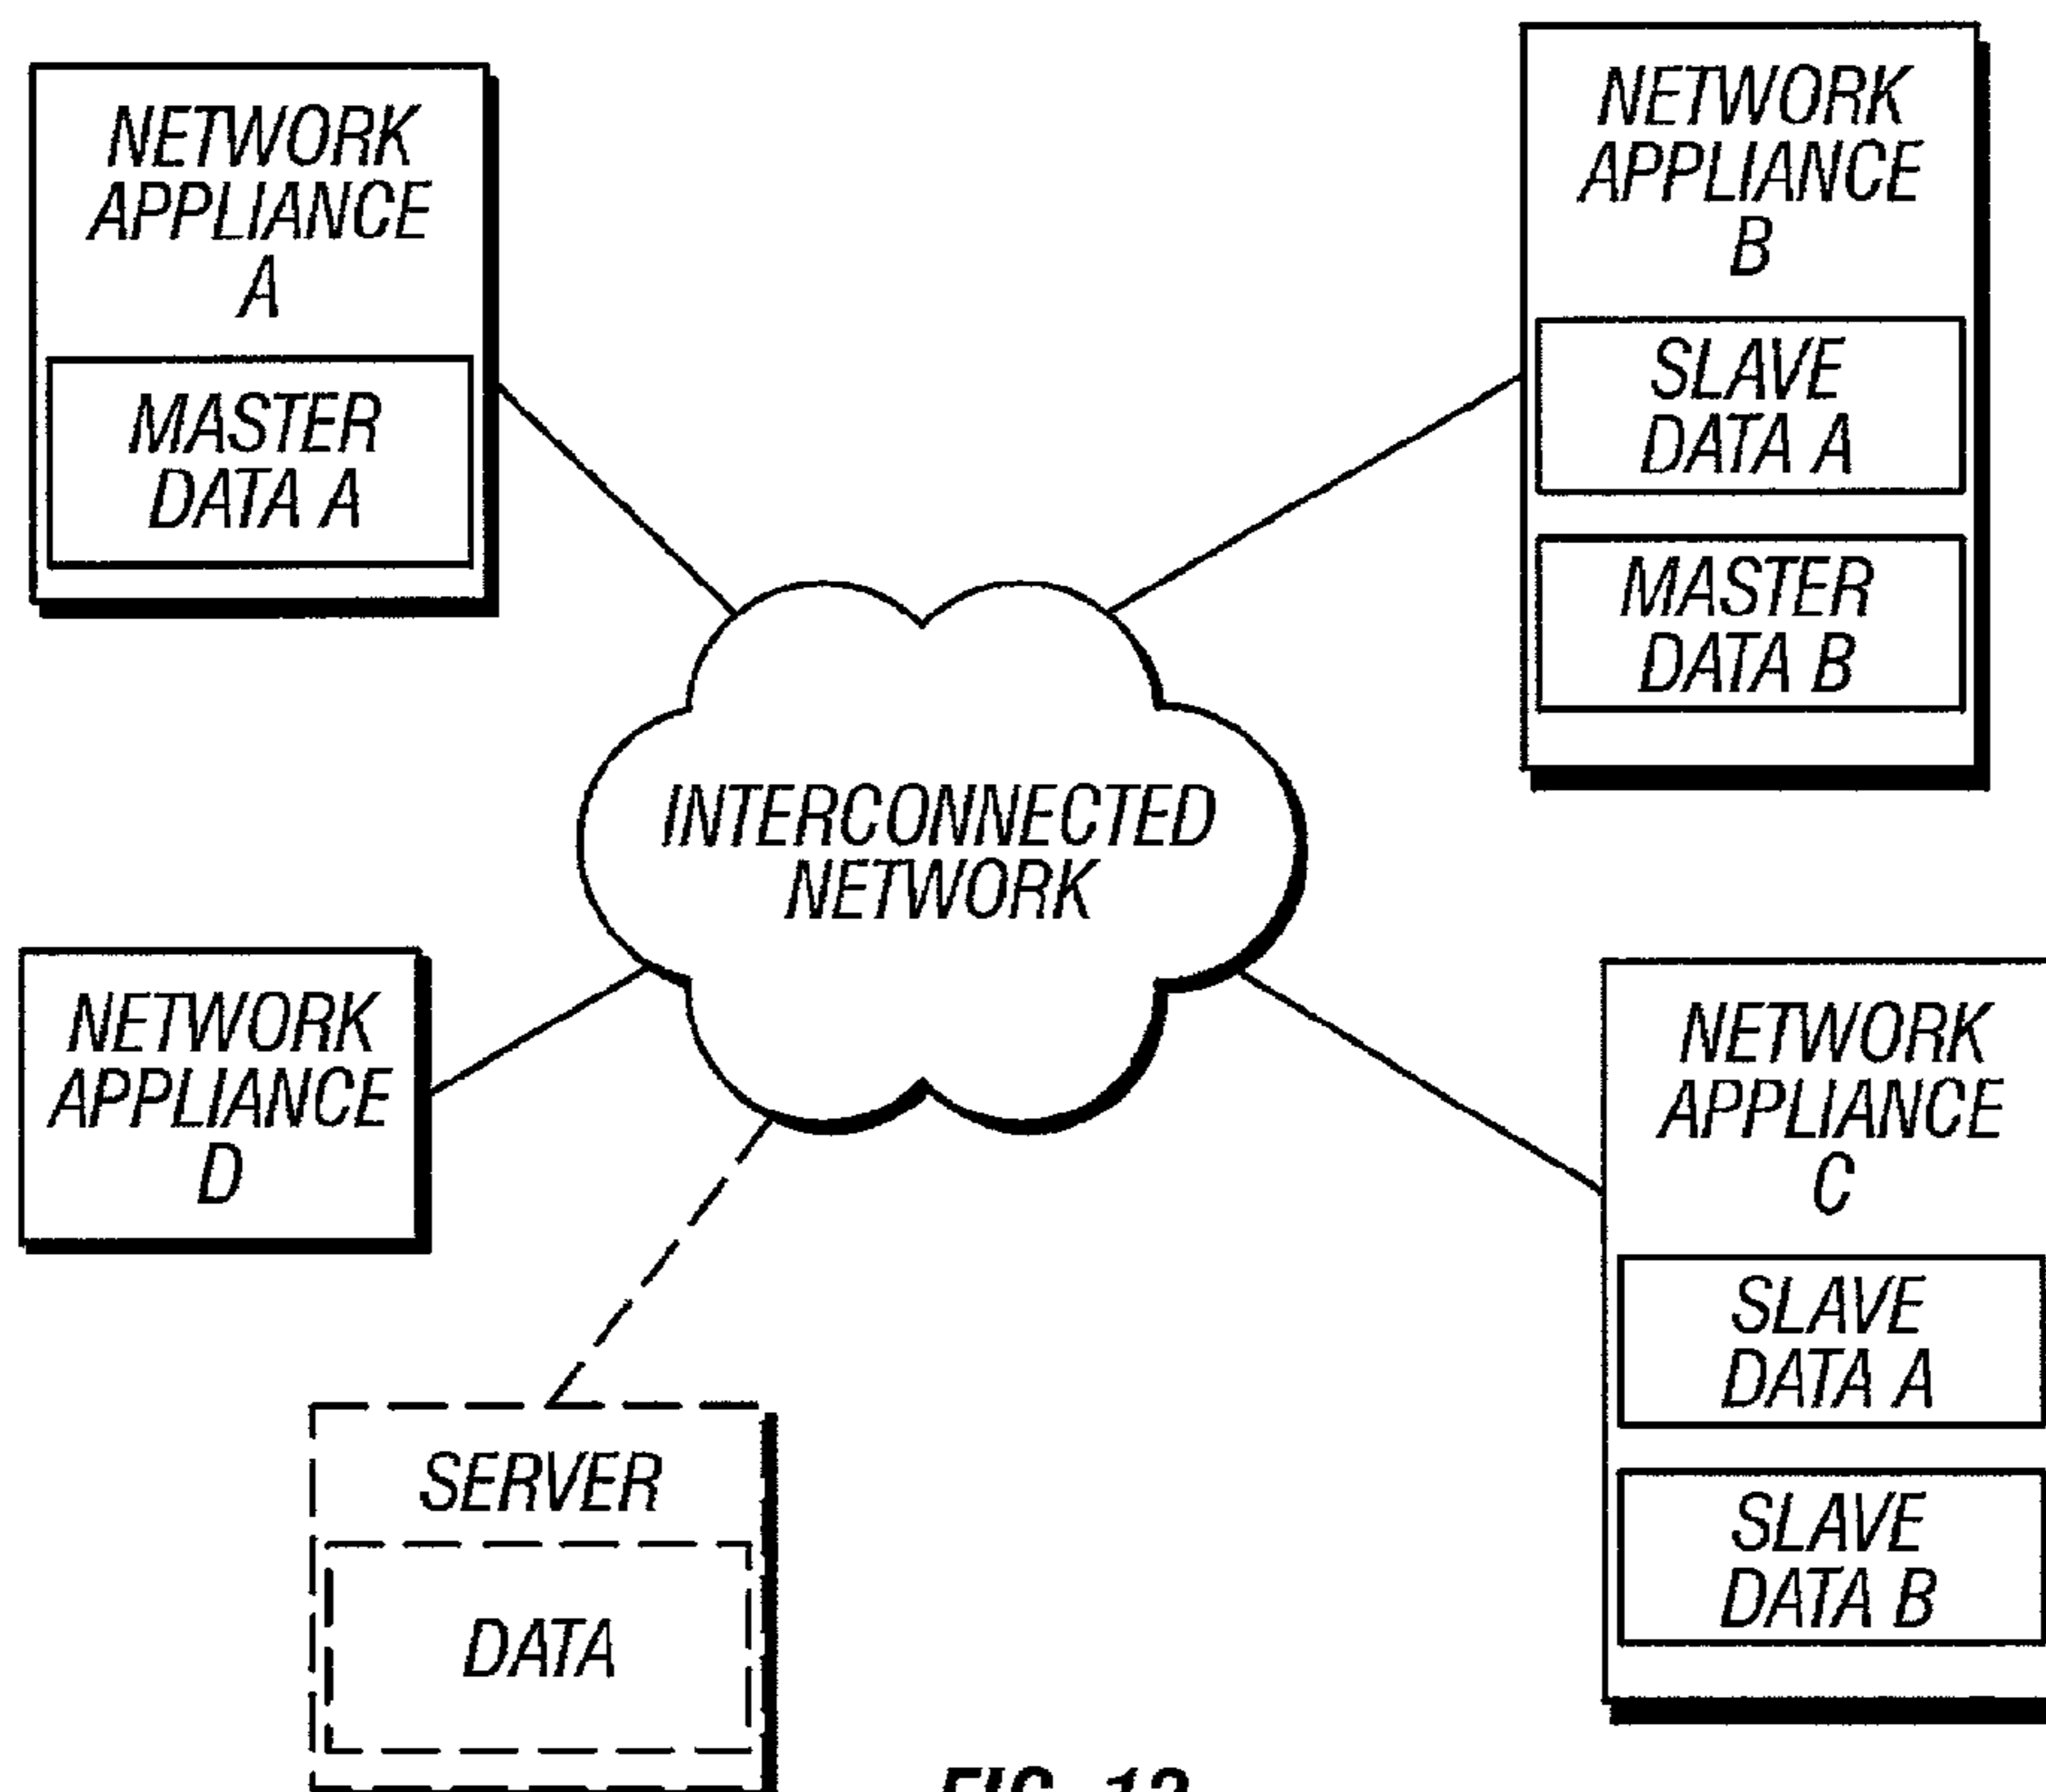 NETWORK
APPLIANCE
A
MASTER
DATA A
NETWORK
APPLIANCE
B
SLAVE
DATA A
MASTER
DATA B
INTERCONNECTED
NETWORK
NETWORK
APPLIANCE
D
NETWORK
APPLIANCE
C
SLAVE
DATA A
SLAVE
DATA B
SERVER
DATA
FIG.